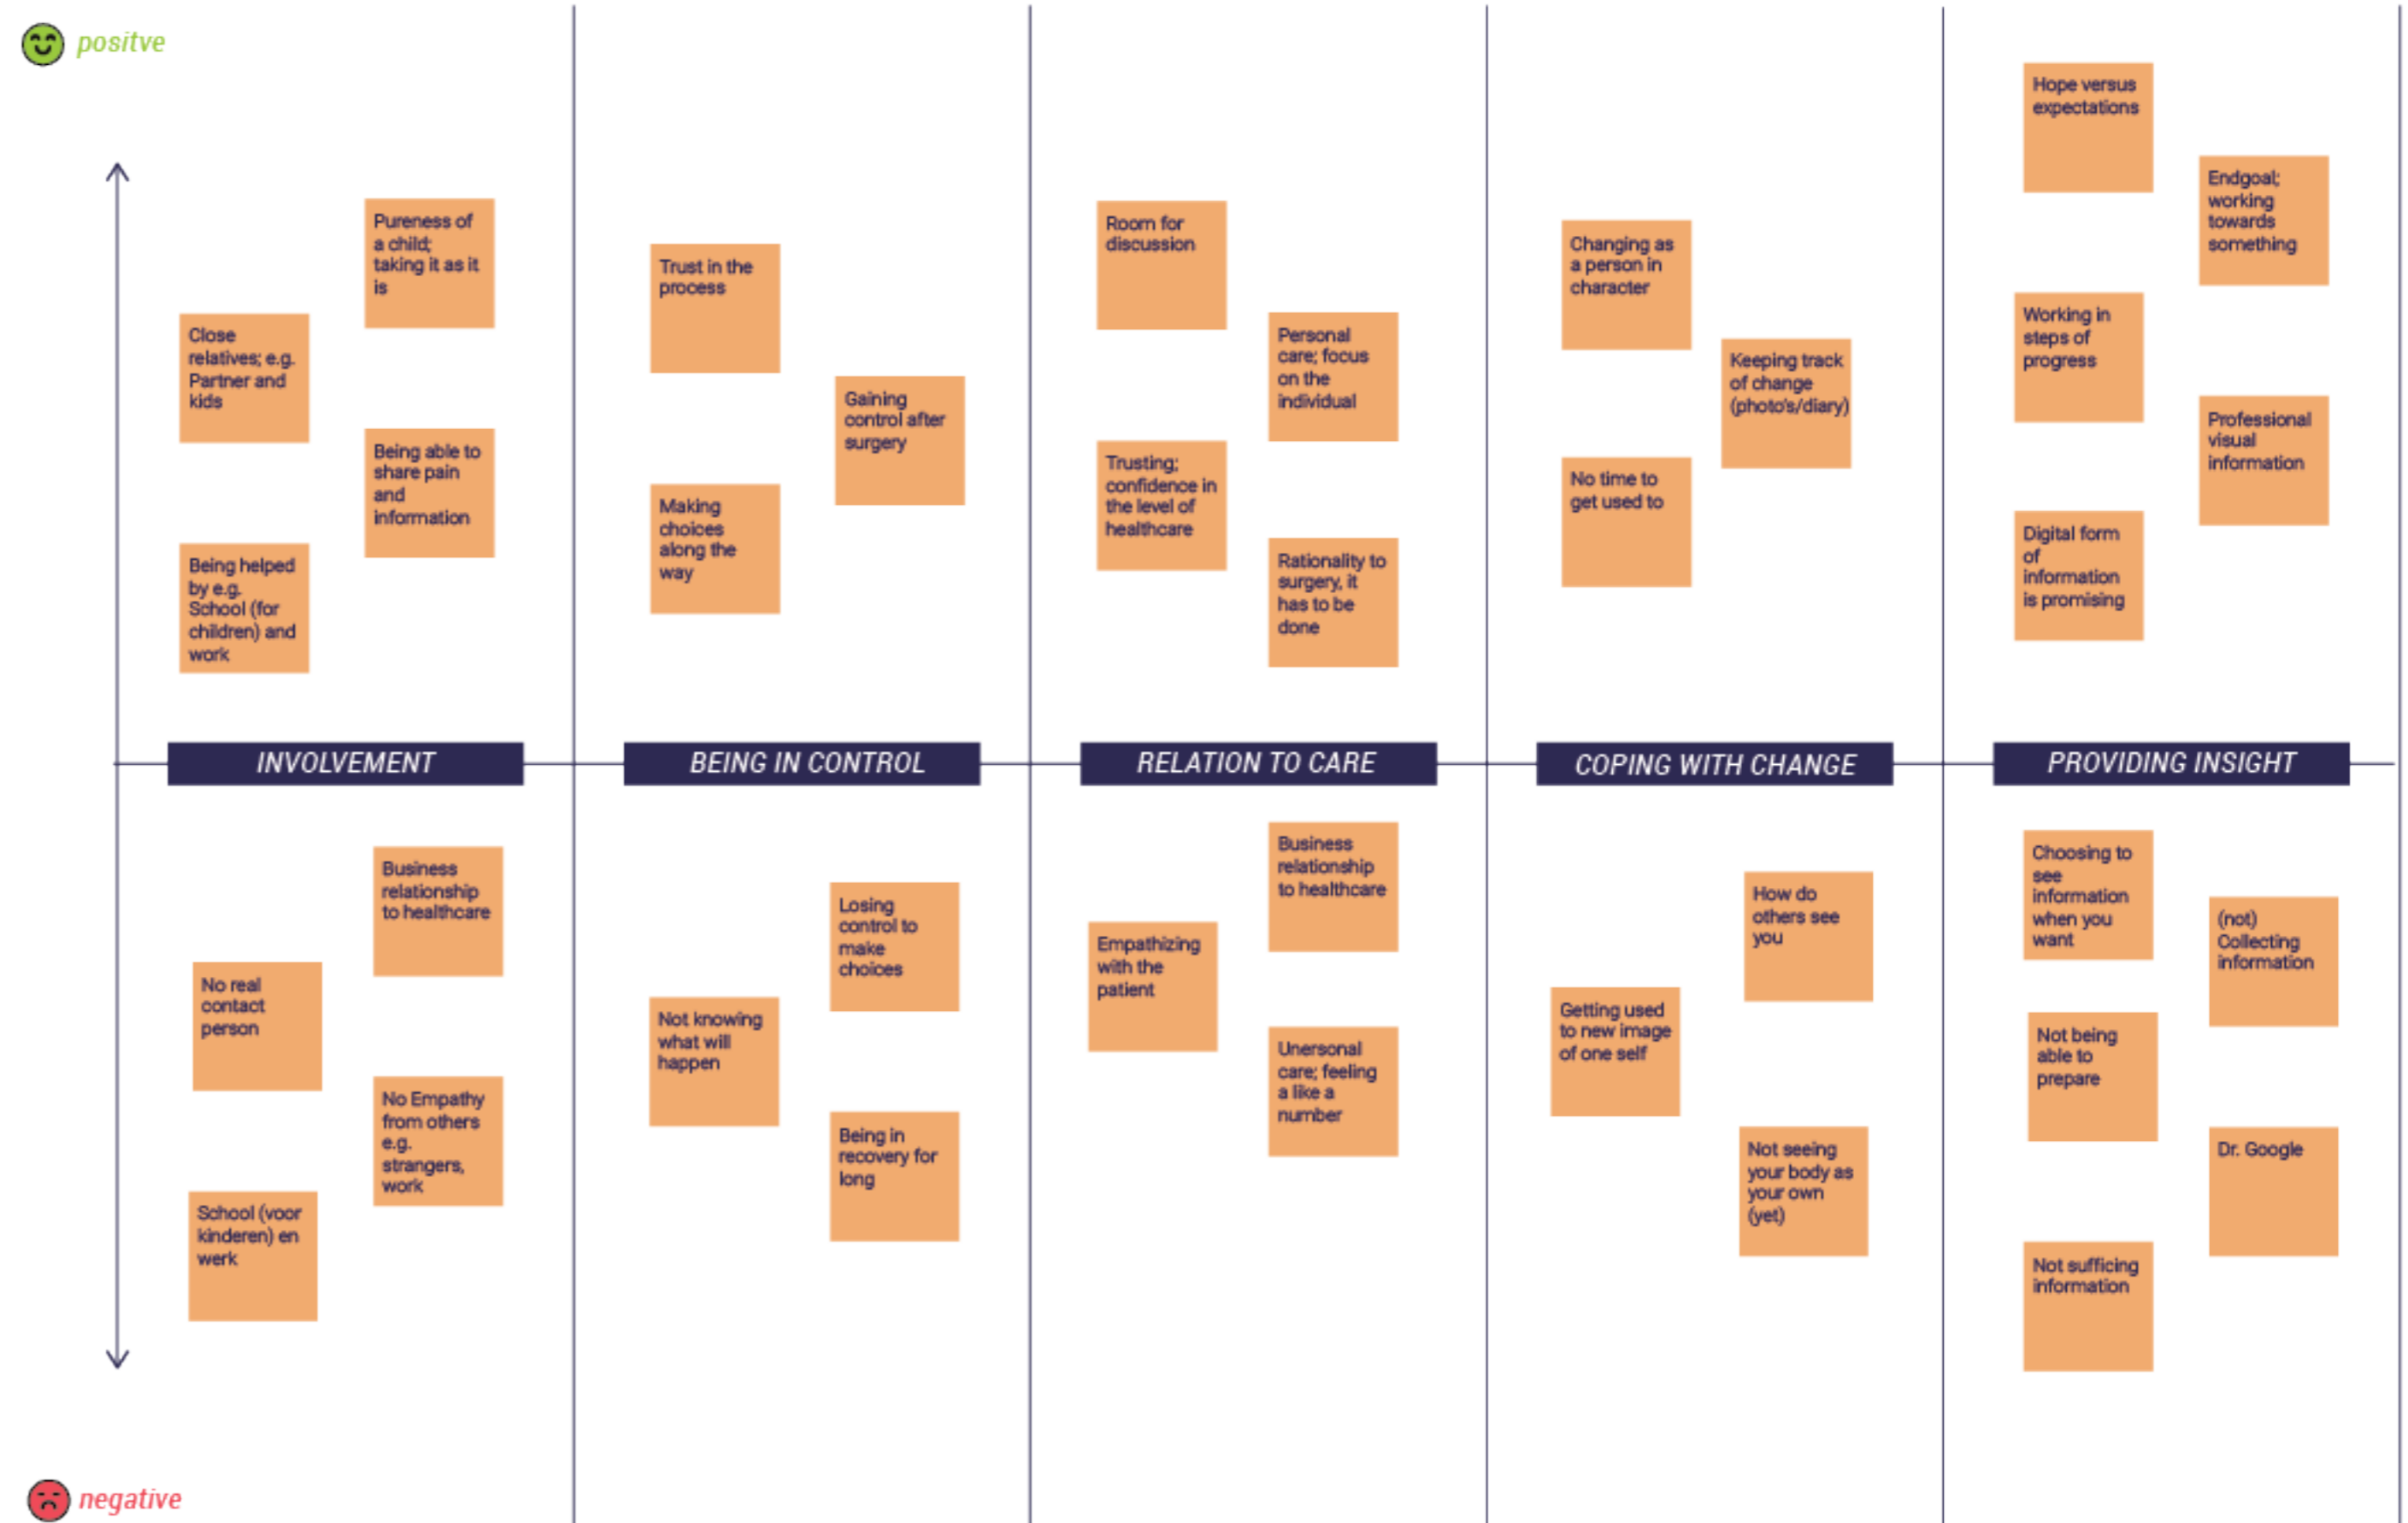 positve
Pureness of
a child;
taking it as it
is
Close
relatives; e.g.
Partner and
kids
Being able to
share pain
and
information
Being helped
by e.g.
School (for
children) and
work
Trust in the
process
Gaining
control after
surgery
Making
choices
along the
way
Room for
discussion
Personal
care; focus
on the
individual
Trusting;
confidence in
the level of
healthcare
Rationality to
surgery, it
has to be
done
Changing as
a person in
character
Keeping track
of change
(photo's/diary)
No time to
get used to
Hope versus
expectations
Endgoal;
working
towards
something
Working in
steps of
progress
Professional
visual
information
Digital form
of
information
is promising
INVOLVEMENT
BEING IN CONTROL
RELATION TO CARE
COPING WITH CHANGE
PROVIDING INSIGHT
Business
relationship
to healthcare
No real
contact
person
No Empathy
from others
e.g.
strangers,
work
School (voor
kinderen) en
werk
Losing
control to
make
choices
Not knowing
what will
happen
Being in
recovery for
long
Business
relationship
to healthcare
Empathizing
with the
patient
Unersonal
care; feeling
a like a
number
How do
others see
you
Getting used
to new image
of one self
Not seeing
your body as
your own
(yet)
Choosing to
see
information
when you
want
(not)
Collecting
information
Not being
able to
prepare
Dr. Google
Not sufficing
information
negative